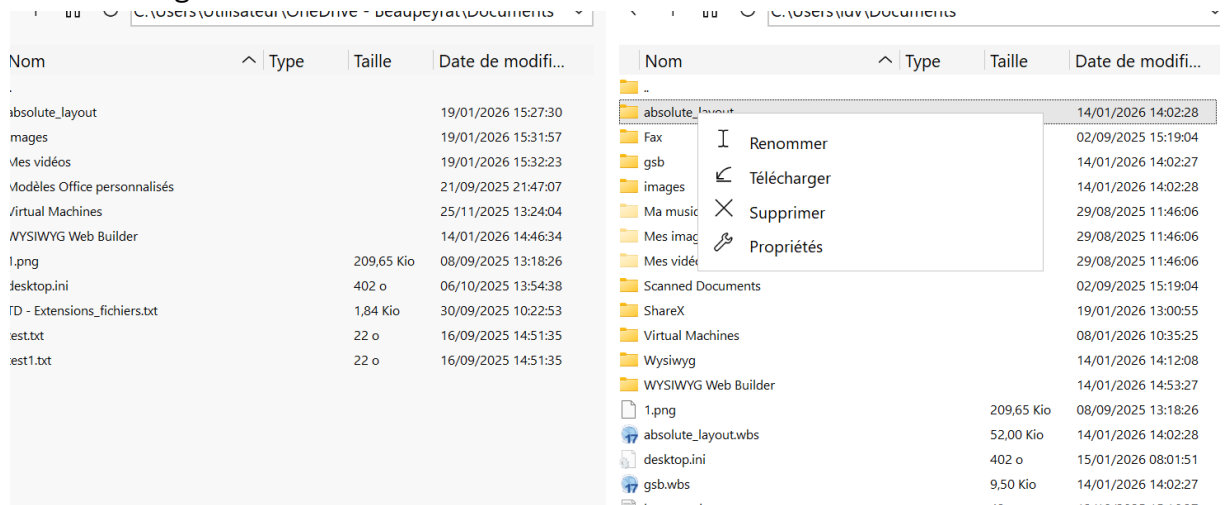 C:\Users\Utilisateur\OneDrive - Beaupeyrat\Documents
Nom Type Taille Date de modifi...
.
absolute_layout 19/01/2026 15:27:30
mages 19/01/2026 15:31:57
Mes vidéos 19/01/2026 15:32:23
Modèles Office personnalisés 21/09/2025 21:47:07
Virtual Machines 25/11/2025 13:24:04
WYSIWYG Web Builder 14/01/2026 14:46:34
1.png 209,65 Kio 08/09/2025 13:18:26
desktop.ini 402 o 06/10/2025 13:54:38
TD - Extensions_fichiers.txt 1,84 Kio 30/09/2025 10:22:53
est.txt 22 o 16/09/2025 14:51:35
est1.txt 22 o 16/09/2025 14:51:35
Nom Type Taille Date de modifi...
..
absolute_layout 14/01/2026 14:02:28
Fax 02/09/2025 15:19:04
gsb 14/01/2026 14:02:27
images 14/01/2026 14:02:28
Ma music 29/08/2025 11:46:06
Mes imag 29/08/2025 11:46:06
Mes vidé 29/08/2025 11:46:06
Scanned Documents 02/09/2025 15:19:04
ShareX 19/01/2026 13:00:55
Virtual Machines 08/01/2026 10:35:25
Wysiwyg 14/01/2026 14:12:08
WYSIWYG Web Builder 14/01/2026 14:53:27
1.png 209,65 Kio 08/09/2025 13:18:26
absolute_layout.wbs 52,00 Kio 14/01/2026 14:02:28
desktop.ini 402 o 15/01/2026 08:01:51
gsb.wbs 9,50 Kio 14/01/2026 14:02:27
Renommer
Télécharger
Supprimer
Propriétés